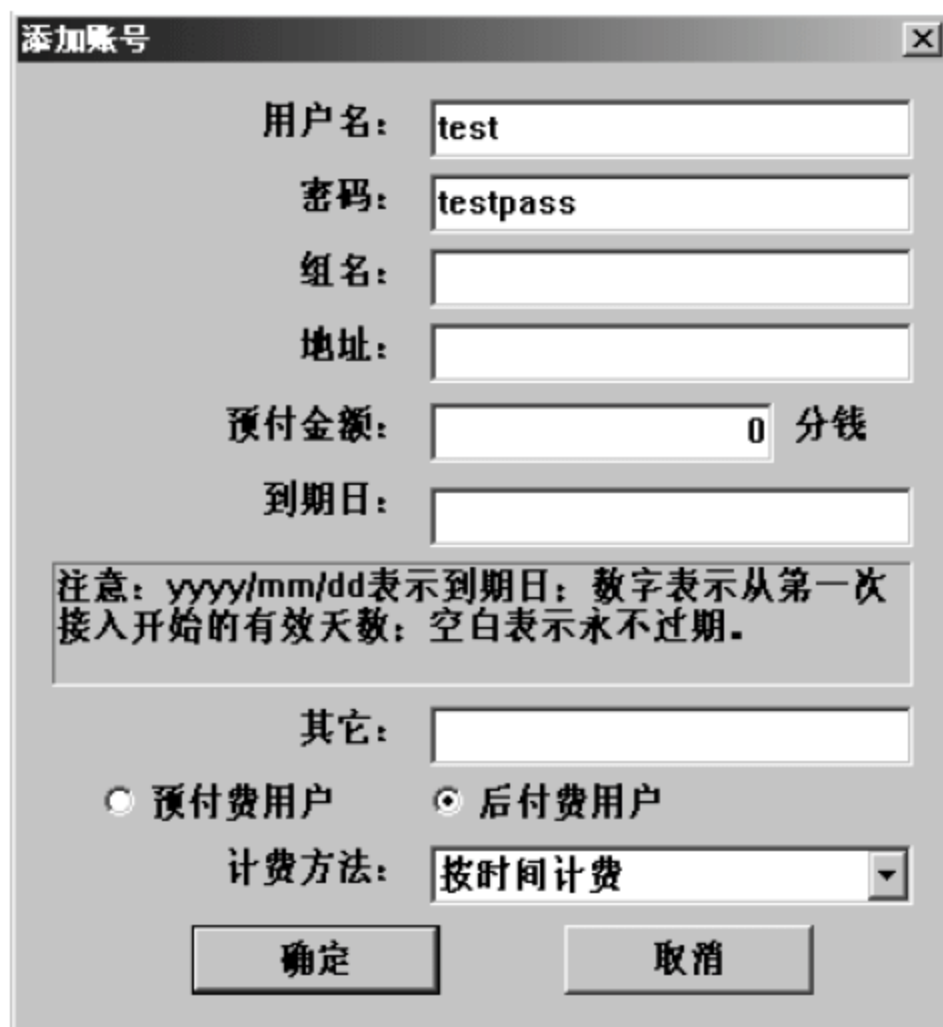 添加账号
用户名： test
密码： testpass
组名：
地址：
预付金额： 0 分钱
到期日：
注意：yyyy/mm/dd表示到期日；数字表示从第一次
接入开始的有效天数；空白表示永不过期。
其它：
预付费用户 后付费用户
计费方法： 按时间计费
确定 取消